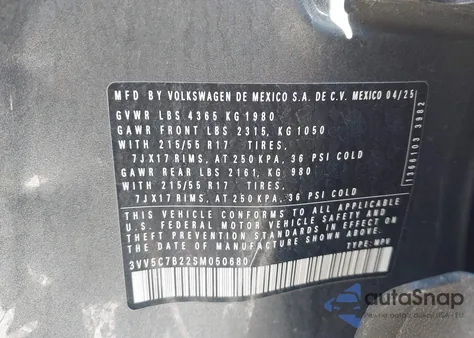 MFD BY VOLKSWAGEN DE MEXICO S.A. DE C.V. MEXICO 04/25
GVWR LBS 4365 KG 1980
GAWR FRONT LBS 2315, KG 1050
WITH 215/55 R17 TIRES,
7JX17 RIMS, AT 250 KPA, 36 PSI COLD
GAWR REAR LBS 2161, KG 980
WITH 215/55 R17 TIRES,
7JX17 RIMS, AT 250 KPA, 36 PSI COLD
THIS VEHICLE CONFORMS TO ALL APPLICABLE
U.S. FEDERAL MOTOR VEHICLE SAFETY AND
THEFT PREVENTION STANDARDS IN EFFECT ON
THE DATE OF MANUFACTURE SHOWN ABOVE.
3VV5C7B22SM050680 TYPE: MPV
1366103 3982
autoSnap